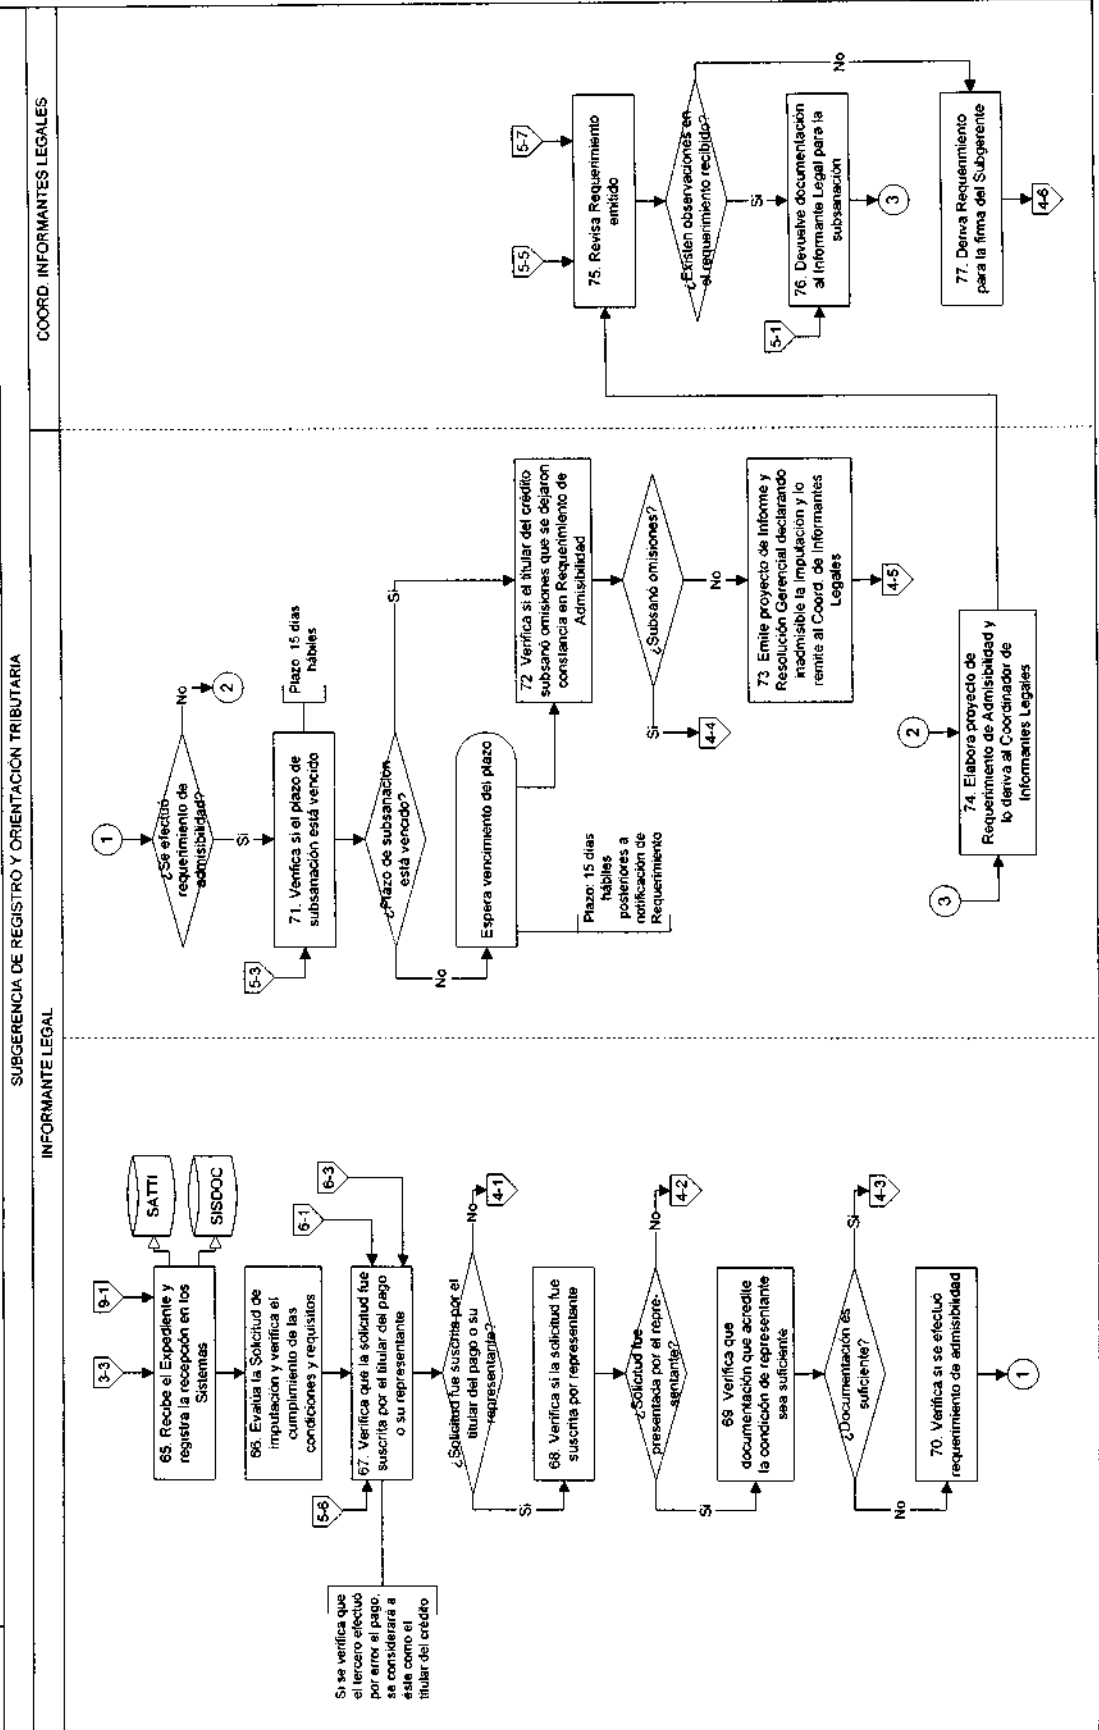 SUBGERENCIA DE REGISTRO Y ORIENTACIÓN TRIBUTARIA
INFORMANTE LEGAL
COORD. INFORMANTES LEGALES
3-3
9-1
65. Recibe el Expediente y
registra la recepción en los
Sistemas
SATTI
SISDOC
66. Evalúa la Solicitud de
imputación y verifica el
cumplimiento de las
condiciones y requisitos
5-6
6-1
6-3
67. Verifica que la solicitud fue
suscrita por el titular del pago
o su representante
Si se verifica que
el tercero efectuó
por error el pago,
se considerará a
éste como el
titular del crédito
¿Solicitud fue suscrita por el
titular del pago o su
representante?
No
4-1
Si
68. Verifica si la solicitud fue
suscrita por representante
¿Solicitud fue
presentada por el repre-
sentante?
No
4-2
Si
69 Verifica que
documentación que acredite
la condición de representante
sea suficiente
¿Documentación es
suficiente?
Si
4-3
No
70. Verifica si se efectuó
requerimiento de admisibilidad
1
1
¿Se efectuó
requerimiento de
admisibilidad?
No
2
Si
5-3
71. Verifica si el plazo de
subsanación está vencido
Plazo 15 días
hábiles
¿Plazo de subsanación
está vencido?
Si
No
Espera vencimiento del plazo
Plazo: 15 días
hábiles
posteriores a
notificación de
Requerimiento
72 Verifica si el titular del crédito
subsanó omisiones que se dejaron
constancia en Requerimiento de
Admisibilidad
¿Subsanó omisiones?
Si
4-4
No
73 Emite proyecto de Informe y
Resolución Gerencial declarando
inadmisible la Imputación y lo
remite al Coord. de Informantes
Legales
4-5
2
3
74. Elabora proyecto de
Requerimiento de Admisibilidad y
lo deriva al Coordinador de
Informantes Legales
5-5
5-7
75. Revisa Requerimiento
emitido
¿Existen observaciones en
el requerimiento recibido?
No
Si
5-1
76. Devuelve documentación
al Informante Legal para la
subsanación
3
77. Deriva Requerimiento
para la firma del Subgerente
4-6